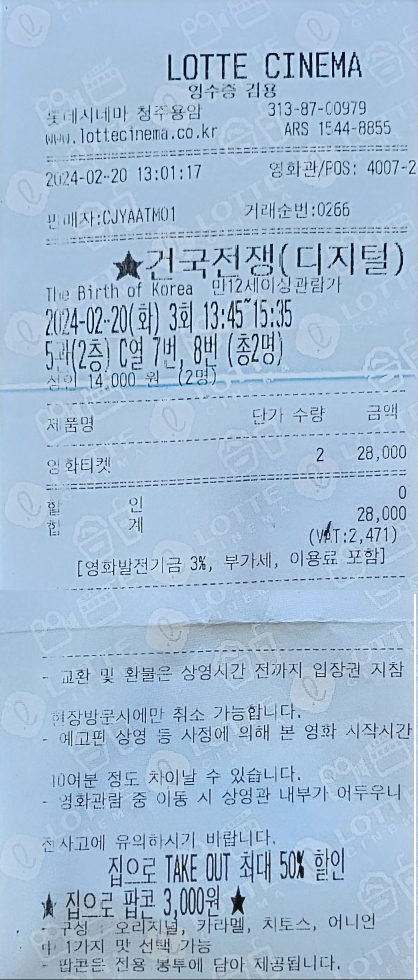 LOTTE CINEMA
영수증 겸용
롯데시네마 청주용암 313-87-00979
www.lottecinema.co.kr ARS 1544-8855
2024-02-20 13:01:17 영화관/POS: 4007-2
판매자:CJYAATM01 거래순번:0266
★건국전쟁(디지털)
The Birth of Korea 만12세이상관람가
2024-02-20(화) 3회 13:45~15:35
5관(2층) C열 7번, 8번 (총2명)
성인 14,000 원 (2명)
제품명 단가 수량 금액
영화티켓 2 28,000
할 인 0
합 계 28,000
(VAT:2,471)
[영화발전기금 3%, 부가세, 이용료 포함]
- 교환 및 환불은 상영시간 전까지 입장권 지참
현장방문시에만 취소 가능합니다.
- 예고편 상영 등 사정에 의해 본 영화 시작시간
10여분 정도 차이날 수 있습니다.
- 영화관람 중 이동 시 상영관 내부가 어두우니
전사고에 유의하시기 바랍니다.
집으로 TAKE OUT 최대 50% 할인
★ 집으로 팝콘 3,000원 ★
- 구성 : 오리지널, 카라멜, 치토스, 어니언
中 1가지 맛 선택 가능
- 팝콘은 전용 봉투에 담아 제공됩니다.